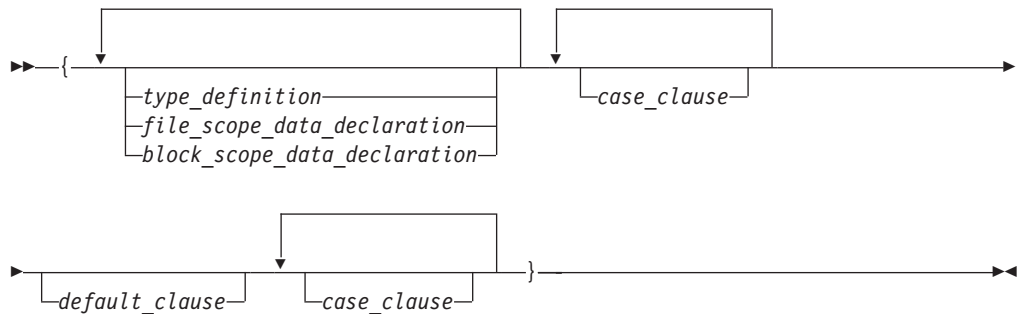 {
type_definition
file_scope_data_declaration
block_scope_data_declaration
case_clause
default_clause
case_clause
}